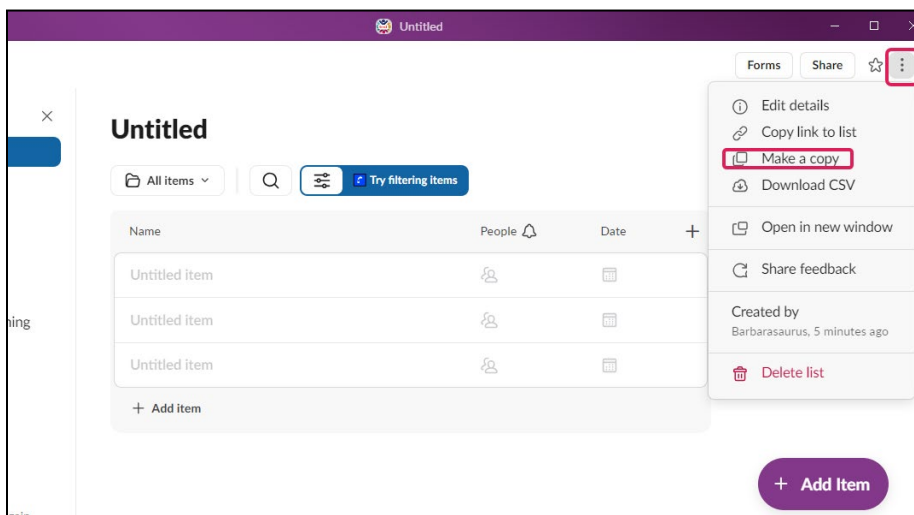 Untitled
Forms Share
Untitled
All items Try filtering items
Name People Date
Untitled item
Untitled item
Untitled item
+ Add item
ning
Edit details
Copy link to list
Make a copy
Download CSV
Open in new window
Share feedback
Created by
Barbarasaurus, 5 minutes ago
Delete list
+ Add Item